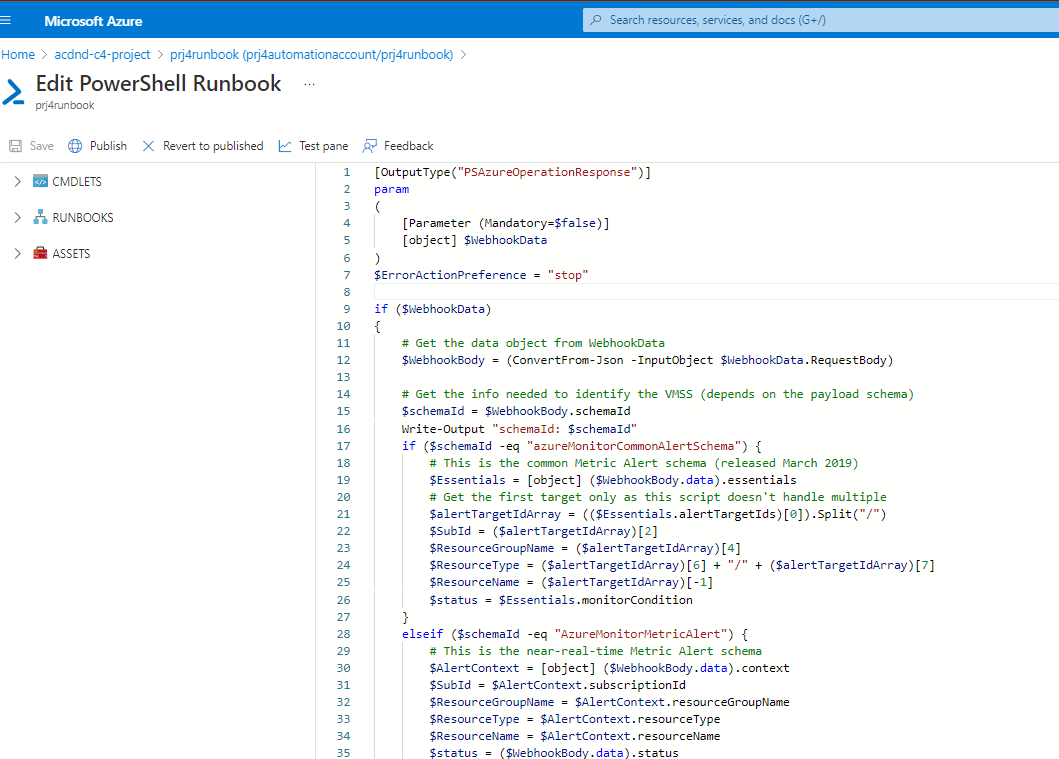 Microsoft Azure
Search resources, services, and docs (G+/)
Home > acdnd-c4-project > prj4runbook (prj4automationaccount/prj4runbook) >
Edit PowerShell Runbook ...
prj4runbook
Save Publish Revert to published Test pane Feedback
CMDLETS
RUNBOOKS
ASSETS
1 [OutputType("PSAzureOperationResponse")]
2 param
3 (
4     [Parameter (Mandatory=$false)]
5     [object] $WebhookData
6 )
7 $ErrorActionPreference = "stop"
8
9 if ($WebhookData)
10 {
11     # Get the data object from WebhookData
12     $WebhookBody = (ConvertFrom-Json -InputObject $WebhookData.RequestBody)
13
14     # Get the info needed to identify the VMSS (depends on the payload schema)
15     $schemaId = $WebhookBody.schemaId
16     Write-Output "schemaId: $schemaId"
17     if ($schemaId -eq "azureMonitorCommonAlertSchema") {
18         # This is the common Metric Alert schema (released March 2019)
19         $Essentials = [object] ($WebhookBody.data).essentials
20         # Get the first target only as this script doesn't handle multiple
21         $alertTargetIdArray = (($Essentials.alertTargetIds)[0]).Split("/")
22         $SubId = ($alertTargetIdArray)[2]
23         $ResourceGroupName = ($alertTargetIdArray)[4]
24         $ResourceType = ($alertTargetIdArray)[6] + "/" + ($alertTargetIdArray)[7]
25         $ResourceName = ($alertTargetIdArray)[-1]
26         $status = $Essentials.monitorCondition
27     }
28     elseif ($schemaId -eq "AzureMonitorMetricAlert") {
29         # This is the near-real-time Metric Alert schema
30         $AlertContext = [object] ($WebhookBody.data).context
31         $SubId = $AlertContext.subscriptionId
32         $ResourceGroupName = $AlertContext.resourceGroupName
33         $ResourceType = $AlertContext.resourceType
34         $ResourceName = $AlertContext.resourceName
35         $status = ($WebhookBody.data).status